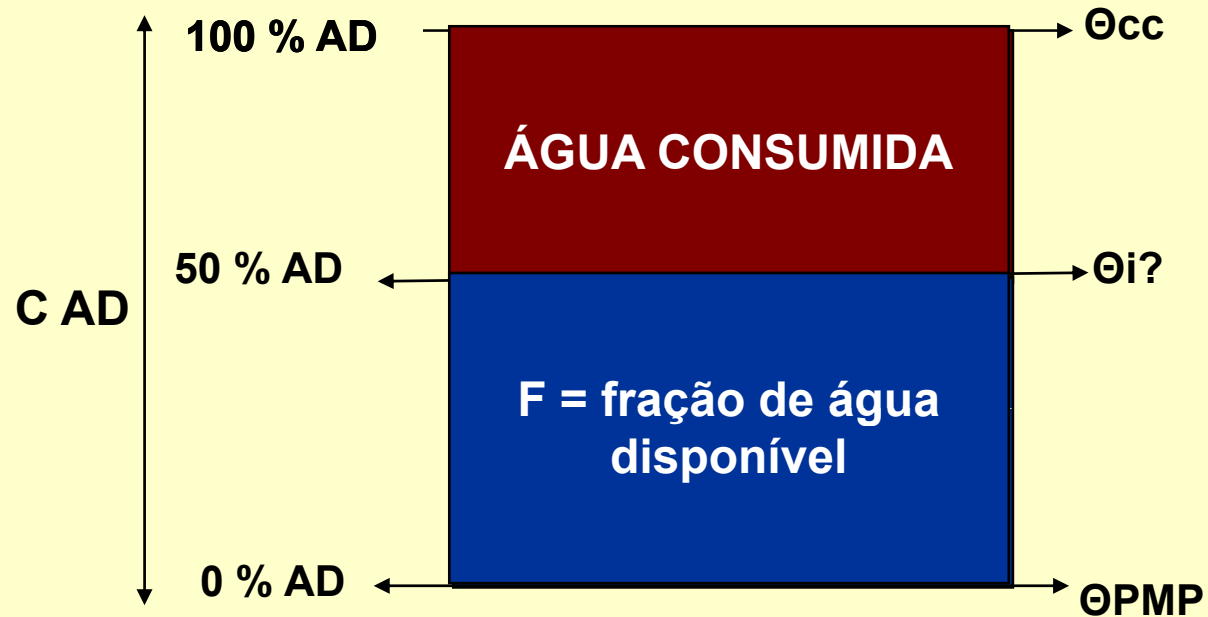 100 % AD
Θcc
ÁGUA CONSUMIDA
50 % AD
Θi?
C AD
F = fração de água
disponível
0 % AD
ΘPMP